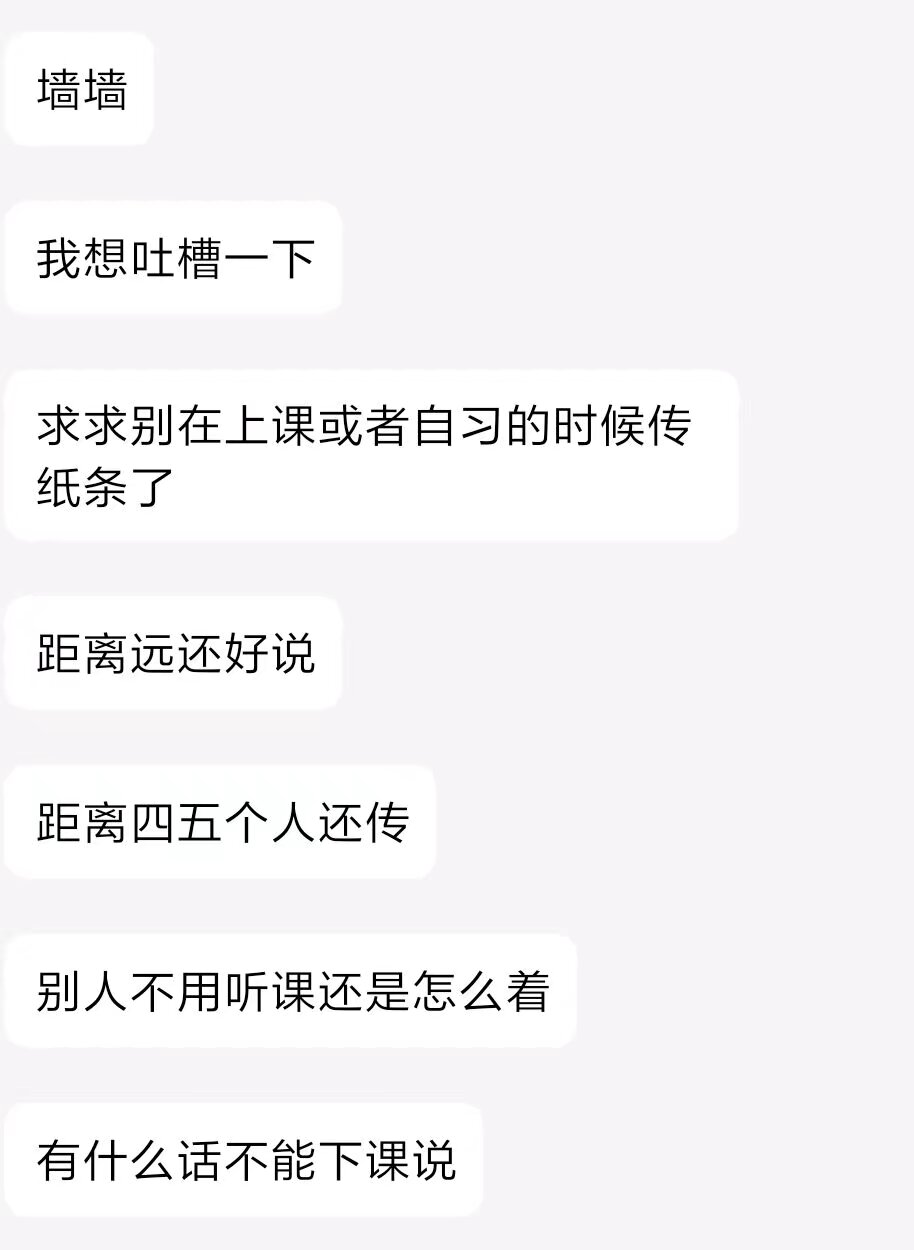 墙墙
我想吐槽一下
求求别在上课或者自习的时候传
纸条了
距离远还好说
距离四五个人还传
别人不用听课还是怎么着
有什么话不能下课说